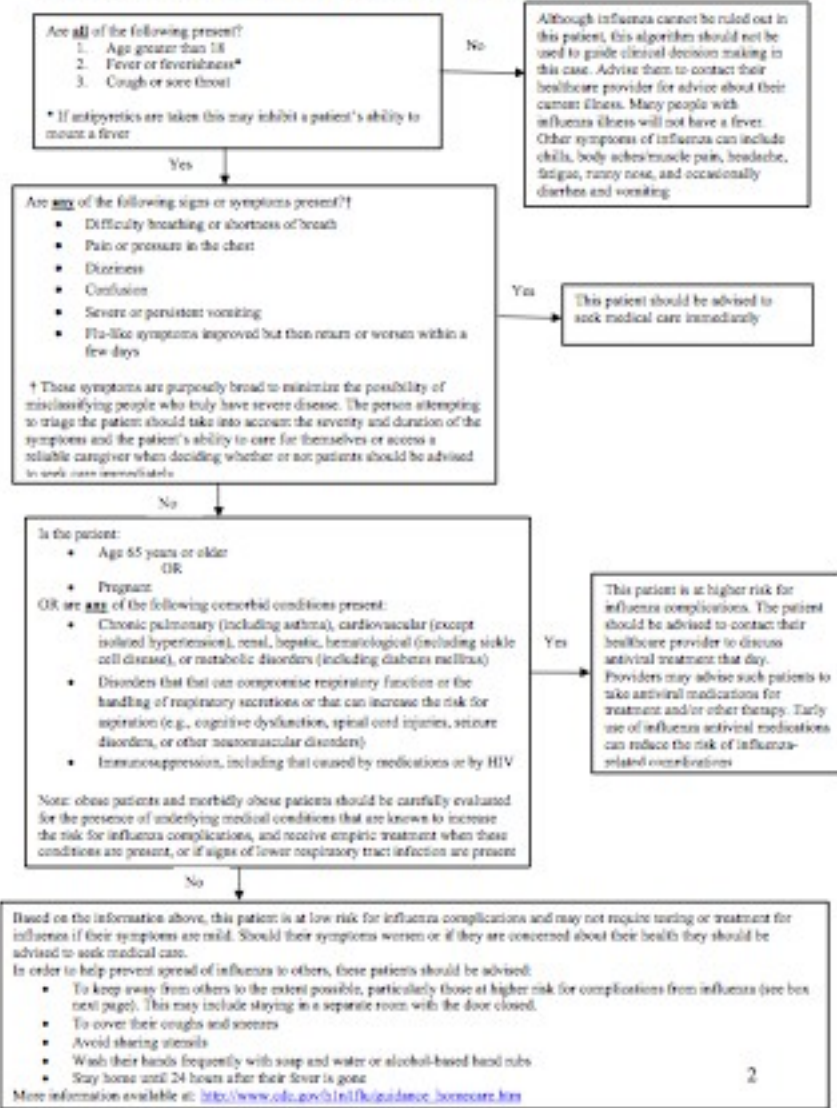 Are all of the following present?
1. Age greater than 18
2. Fever or feverishness*
3. Cough or sore throat
* If antipyretics are taken this may inhibit a patient's ability to
mount a fever
No
Although influenza cannot be ruled out in
this patient, this algorithm should not be
used to guide clinical decision making in
this case. Advise them to contact their
healthcare provider for advice about their
current illness. Many people with
influenza illness will not have a fever.
Other symptoms of influenza can include
chills, body aches/muscle pain, headache,
fatigue, runny nose, and occasionally
diarrhea and vomiting
Yes
Are any of the following signs or symptoms present?†
• Difficulty breathing or shortness of breath
• Pain or pressure in the chest
• Dizziness
• Confusion
• Severe or persistent vomiting
• Flu-like symptoms improved but then return or worsen within a
few days
† These symptoms are purposely broad to minimize the possibility of
misclassifying people who truly have severe disease. The person attempting
to triage the patient should take into account the severity and duration of the
symptoms and the patient's ability to care for themselves or access a
reliable caregiver when deciding whether or not patients should be advised
to seek care immediately
Yes
This patient should be advised to
seek medical care immediately
No
Is the patient:
• Age 65 years or older
OR
• Pregnant
OR are any of the following comorbid conditions present:
• Chronic pulmonary (including asthma), cardiovascular (except
isolated hypertension), renal, hepatic, hematological (including sickle
cell disease), or metabolic disorders (including diabetes mellitus)
• Disorders that that can compromise respiratory function or the
handling of respiratory secretions or that can increase the risk for
aspiration (e.g., cognitive dysfunction, spinal cord injuries, seizure
disorders, or other neuromuscular disorders)
• Immunosuppression, including that caused by medications or by HIV
Note: obese patients and morbidly obese patients should be carefully evaluated
for the presence of underlying medical conditions that are known to increase
the risk for influenza complications, and receive empiric treatment when these
conditions are present, or if signs of lower respiratory tract infection are present
Yes
This patient is at higher risk for
influenza complications. The patient
should be advised to contact their
healthcare provider to discuss
antiviral treatment that day.
Providers may advise such patients to
take antiviral medications for
treatment and/or other therapy. Early
use of influenza antiviral medications
can reduce the risk of influenza-
related complications
No
Based on the information above, this patient is at low risk for influenza complications and may not require testing or treatment for
influenza if their symptoms are mild. Should their symptoms worsen or if they are concerned about their health they should be
advised to seek medical care.
In order to help prevent spread of influenza to others, these patients should be advised:
• To keep away from others to the extent possible, particularly those at higher risk for complications from influenza (see box
next page). This may include staying in a separate room with the door closed.
• To cover their coughs and sneezes
• Avoid sharing utensils
• Wash their hands frequently with soap and water or alcohol-based hand rubs
• Stay home until 24 hours after their fever is gone
More information available at: http://www.cdc.gov/h1n1flu/guidance_homecare.htm
2